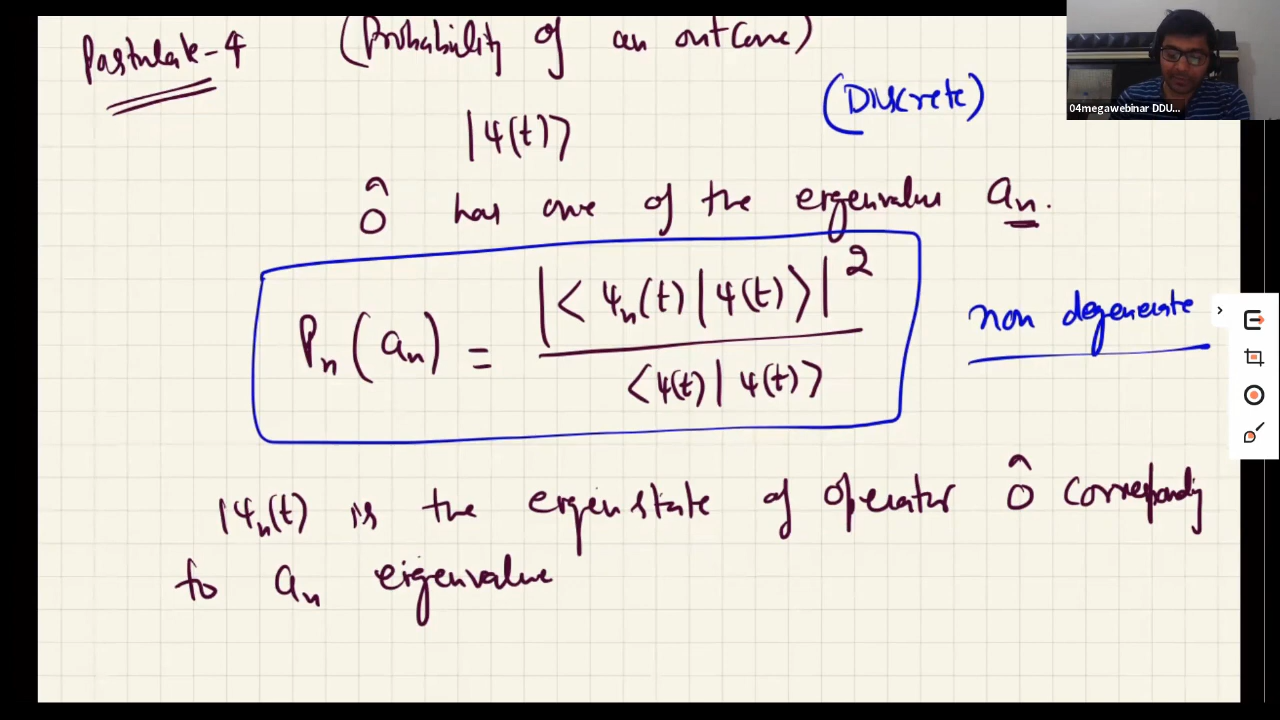 Postulate-4 (Probability of an outcome)
(Discrete)
|ψ(t)⟩
Ô has one of the eigenvalue aₙ.
Pₙ(aₙ) = |⟨ψₙ(t)|ψ(t)⟩|² / ⟨ψ(t)|ψ(t)⟩
non degenerate
|ψₙ(t)⟩ is the eigenstate of operator Ô corresponding
to aₙ eigenvalue
04megawebinar DDU...